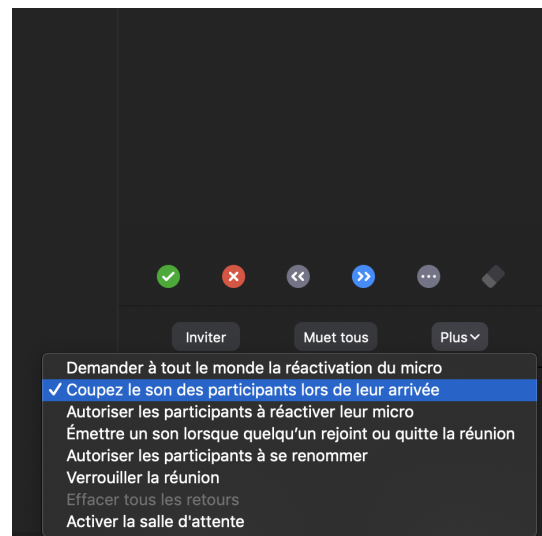 Inviter Muet tous Plus
Demander à tout le monde la réactivation du micro
Coupez le son des participants lors de leur arrivée
Autoriser les participants à réactiver leur micro
Émettre un son lorsque quelqu’un rejoint ou quitte la réunion
Autoriser les participants à se renommer
Verrouiller la réunion
Effacer tous les retours
Activer la salle d'attente